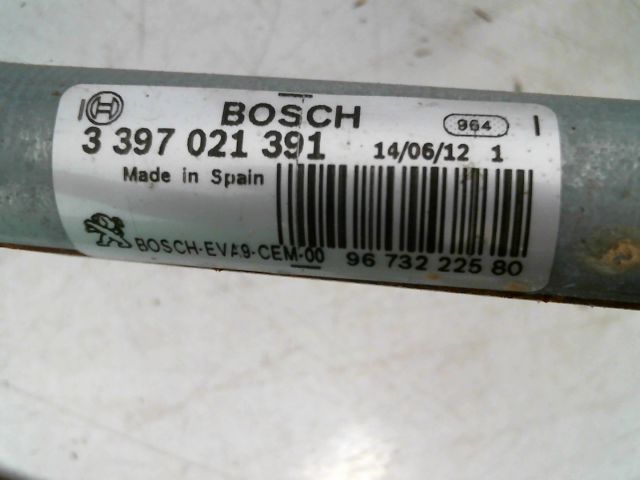 BOSCH 964
3 397 021 391 14/06/12 1
Made in Spain
BOSCH-EVA9-CEM-00 96 732 225 80